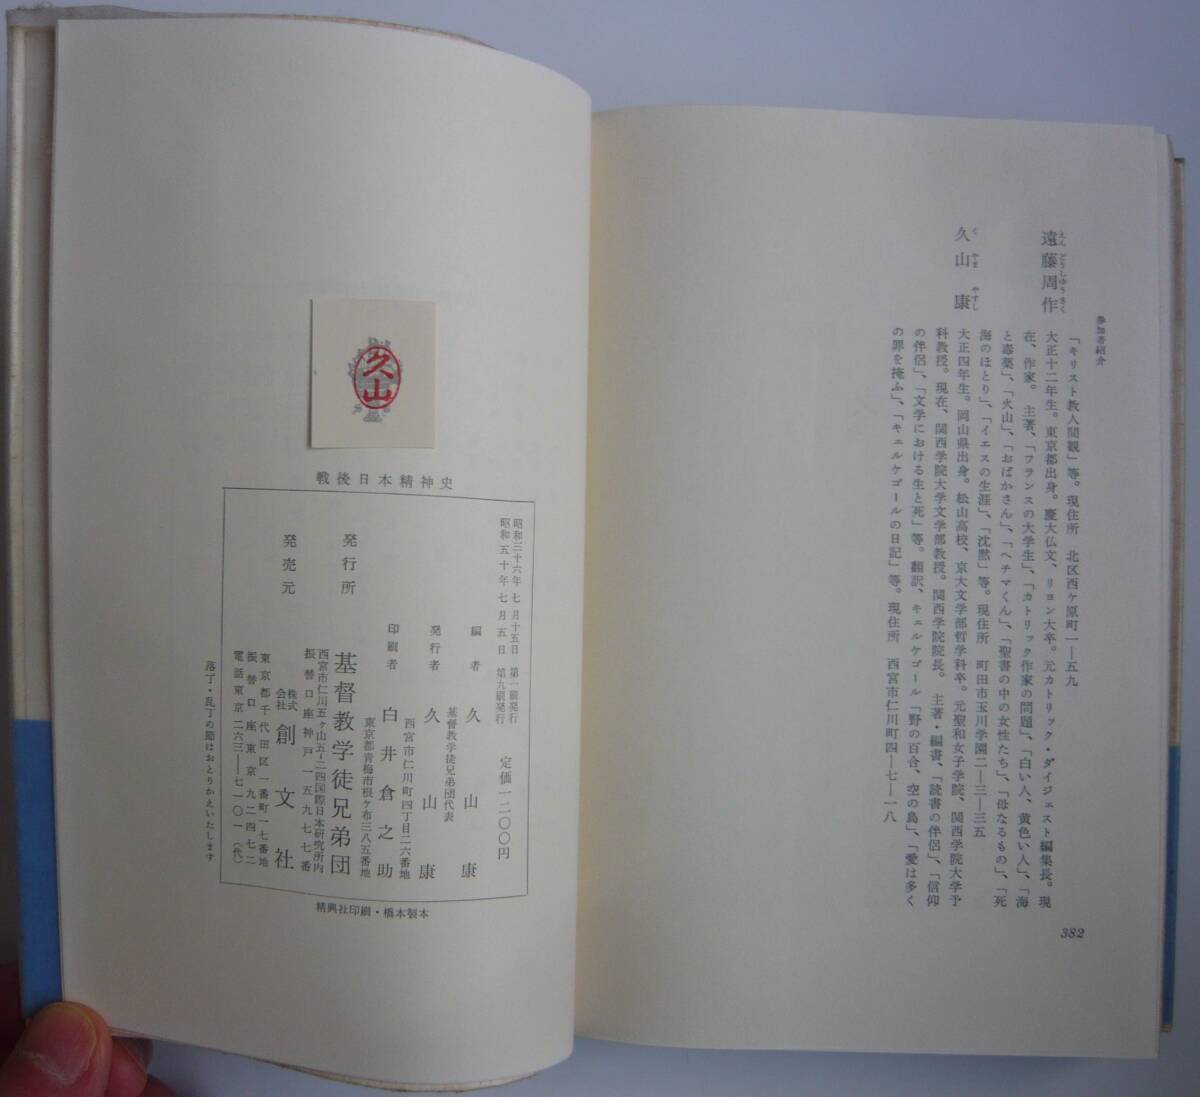 参加者紹介
「キリスト教人間観」等。現住所 北区西ケ原町一―五九
遠藤周作
えんどうしゅうさく
大正十二年生。東京都出身。慶大仏文、リヨン大卒。元カトリック・ダイジェスト編集長。現
在、作家。 主著、「フランスの大学生」、「カトリック作家の問題」、「白い人、黄色い人」、「海
と毒薬」、「火山」、「おばかさん」、「ヘチマくん」、「聖書の中の女性たち」、「母なるもの」、「死
海のほとり」、「イエスの生涯」、「沈黙」等。現住所 町田市玉川学園二―三―三五
久山康
くやまやすし
大正四年生。岡山県出身。松山高校、京大文学部哲学科卒。元聖和女子学院、関西学院大学予
科教授。現在、関西学院大学文学部教授。関西学院院長。 主著・編書、「読書の伴侶」、「信仰
の伴侶」、「文学における生と死」等。翻訳、キェルケゴール「野の百合、空の鳥」、「愛は多く
の罪を掩ふ」、「キェルケゴールの日記」等。現住所 西宮市仁川町四―七―一八
382
久山
戦後日本精神史
昭和三十六年七月十五日 第一刷発行
昭和五十年七月五日 第九刷発行
定価一二〇〇円
編者 久山康
基督教学徒兄弟団代表
発行者 久山康
西宮市仁川町四丁目二六番地
印刷者 白井倉之助
東京都青梅市根ケ布三八五番地
発行所 基督教学徒兄弟団
西宮市仁川五ヶ山五ー二四国際日本研究所内
振替口座神戸一五九七七番
発売元 株式会社 創文社
東京都千代田区一番町一七番地
振替口座東京九二四七二
電話東京二六三―七一〇一(代)
落丁・乱丁の節はおとりかえいたします
精興社印刷・橋本製本